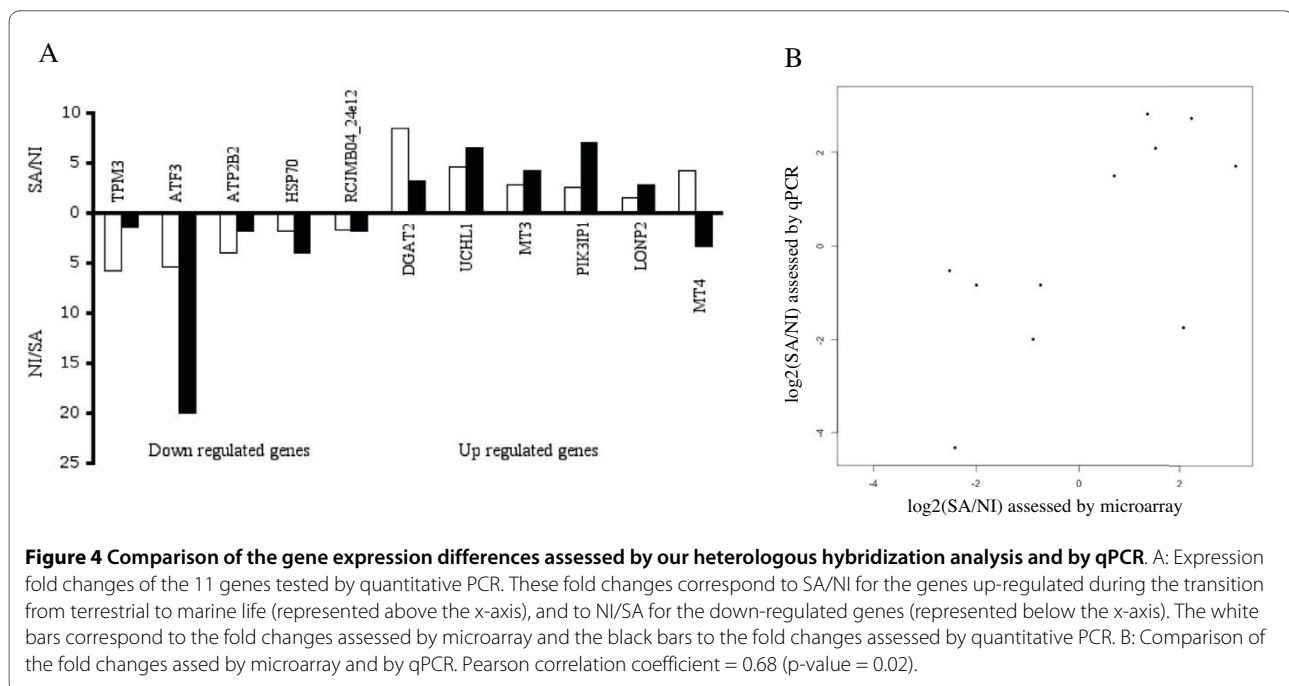 A
B
10
5
0
5
10
15
20
25
SA/NI
NI/SA
TPM3
ATF3
ATP2B2
HSP70
RCJMB04_24e12
DGAT2
UCHL1
MT3
PIK3IP1
LONP2
MT4
Down regulated genes
Up regulated genes
log2(SA/NI) assessed by qPCR
2
0
-2
-4
-4
-2
0
2
log2(SA/NI) assessed by microarray
Figure 4 Comparison of the gene expression differences assessed by our heterologous hybridization analysis and by qPCR. A: Expression
fold changes of the 11 genes tested by quantitative PCR. These fold changes correspond to SA/NI for the genes up-regulated during the transition
from terrestrial to marine life (represented above the x-axis), and to NI/SA for the down-regulated genes (represented below the x-axis). The white
bars correspond to the fold changes assessed by microarray and the black bars to the fold changes assessed by quantitative PCR. B: Comparison of
the fold changes assed by microarray and by qPCR. Pearson correlation coefficient = 0.68 (p-value = 0.02).